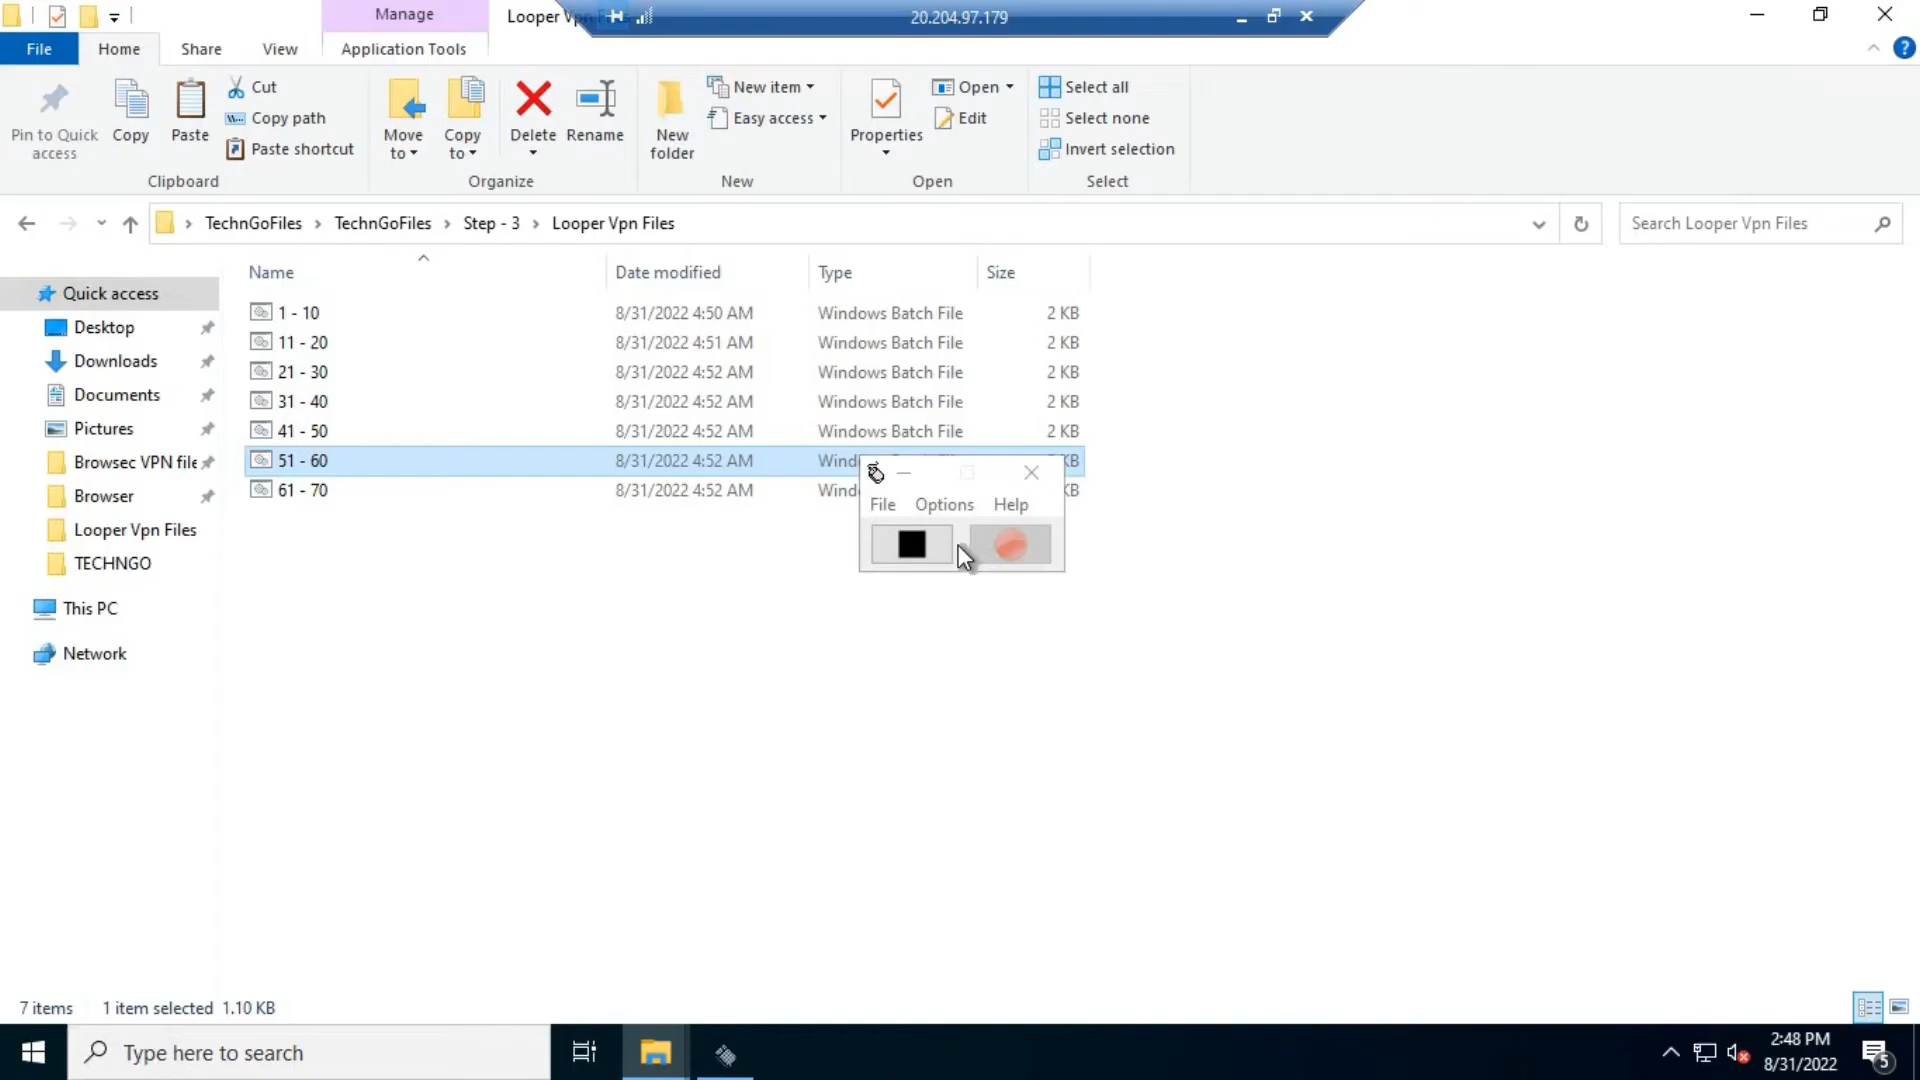 Manage
Looper Vpn
20.204.97.179
File
Home
Share
View
Application Tools
Pin to Quick access
Copy
Paste
Cut
Copy path
Paste shortcut
Clipboard
Move to
Copy to
Delete
Rename
Organize
New folder
New item
Easy access
New
Properties
Open
Edit
Open
Select all
Select none
Invert selection
Select
TechnGoFiles
TechnGoFiles
Step - 3
Looper Vpn Files
Search Looper Vpn Files
Name
Date modified
Type
Size
1 - 10 8/31/2022 4:50 AM Windows Batch File 2 KB
11 - 20 8/31/2022 4:51 AM Windows Batch File 2 KB
21 - 30 8/31/2022 4:52 AM Windows Batch File 2 KB
31 - 40 8/31/2022 4:52 AM Windows Batch File 2 KB
41 - 50 8/31/2022 4:52 AM Windows Batch File 2 KB
51 - 60 8/31/2022 4:52 AM Wind KB
61 - 70 8/31/2022 4:52 AM Wind KB
Quick access
Desktop
Downloads
Documents
Pictures
Browsec VPN file
Browser
Looper Vpn Files
TECHNGO
This PC
Network
File
Options
Help
7 items
1 item selected 1.10 KB
Type here to search
2:48 PM
8/31/2022
5